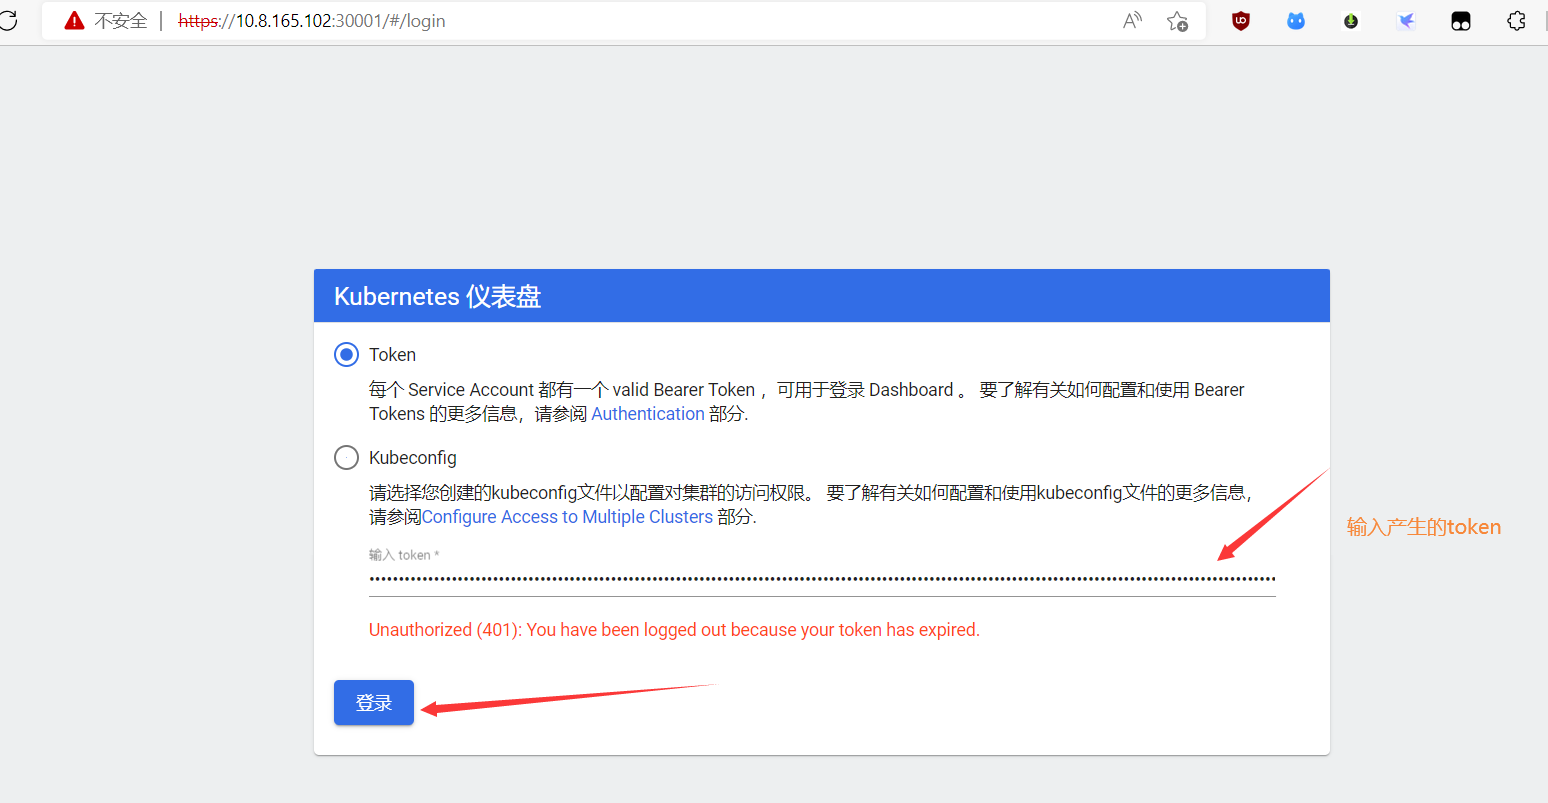 不安全 | https://10.8.165.102:30001/#/login
Kubernetes 仪表盘
Token
每个 Service Account 都有一个 valid Bearer Token ，可用于登录 Dashboard 。 要了解有关如何配置和使用 Bearer
Tokens 的更多信息，请参阅 Authentication 部分.
Kubeconfig
请选择您创建的kubeconfig文件以配置对集群的访问权限。 要了解有关如何配置和使用kubeconfig文件的更多信息，
请参阅Configure Access to Multiple Clusters 部分.
输入产生的token
输入 token *
Unauthorized (401): You have been logged out because your token has expired.
登录